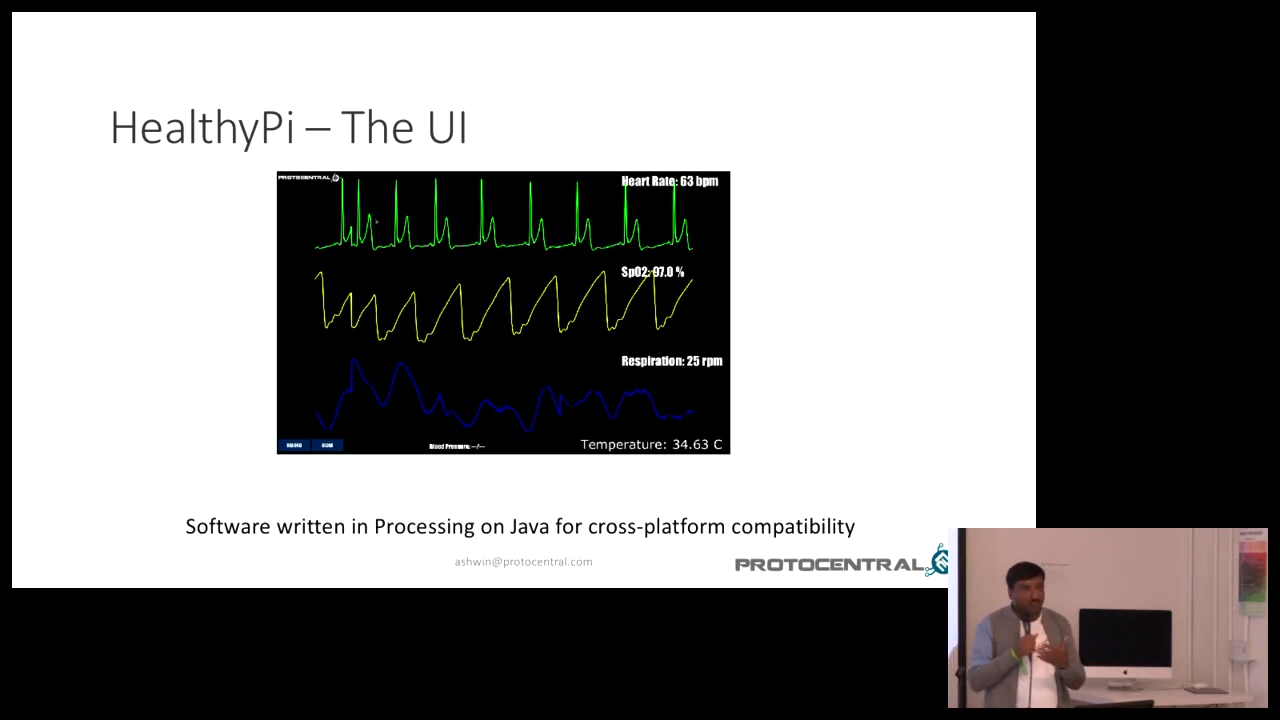 HealthyPi – The UI
PROTOCENTRAL
Heart Rate: 63 bpm
SpO2: 97.0 %
Respiration: 25 rpm
Blood Pressure: ---/---
Temperature: 34.63 C
Software written in Processing on Java for cross-platform compatibility
ashwin@protocentral.com
PROTOCENTRAL